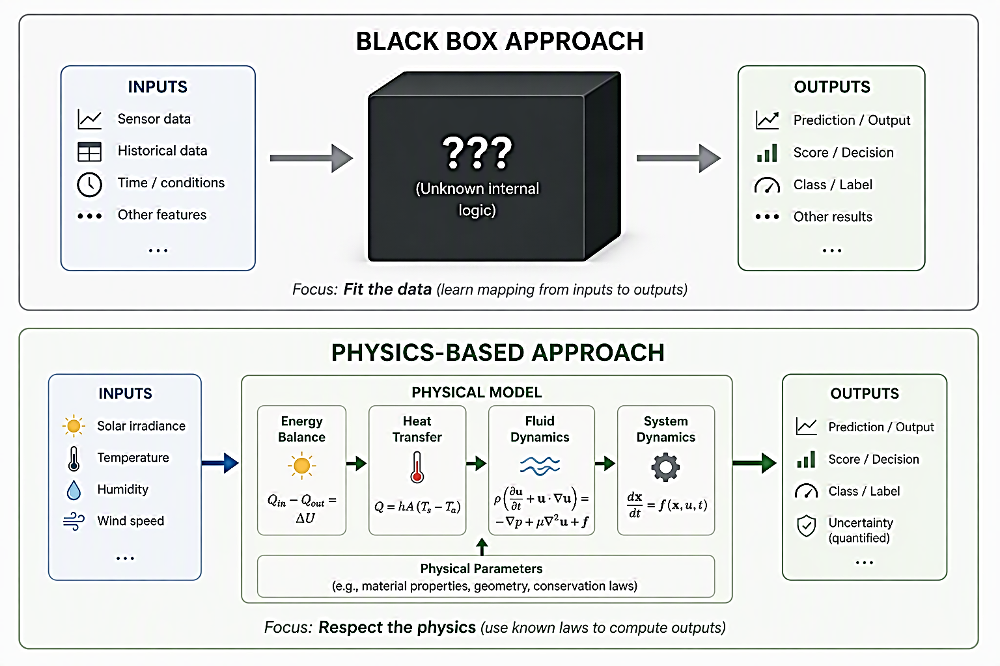 BLACK BOX APPROACH
INPUTS
Sensor data
Historical data
Time / conditions
Other features
...
???
(Unknown internal
logic)
OUTPUTS
Prediction / Output
Score / Decision
Class / Label
Other results
...
Focus: Fit the data (learn mapping from inputs to outputs)
PHYSICS-BASED APPROACH
INPUTS
Solar irradiance
Temperature
Humidity
Wind speed
...
PHYSICAL MODEL
Energy
Balance
Q_in − Q_out =
ΔU
Heat
Transfer
Q = hA (T_s − T_a)
Fluid
Dynamics
ρ(∂u/∂t + u · ∇u) =
−∇p + μ∇²u + f
System
Dynamics
dx/dt = f(x, u, t)
Physical Parameters
(e.g., material properties, geometry, conservation laws)
OUTPUTS
Prediction / Output
Score / Decision
Class / Label
Uncertainty
(quantified)
...
Focus: Respect the physics (use known laws to compute outputs)